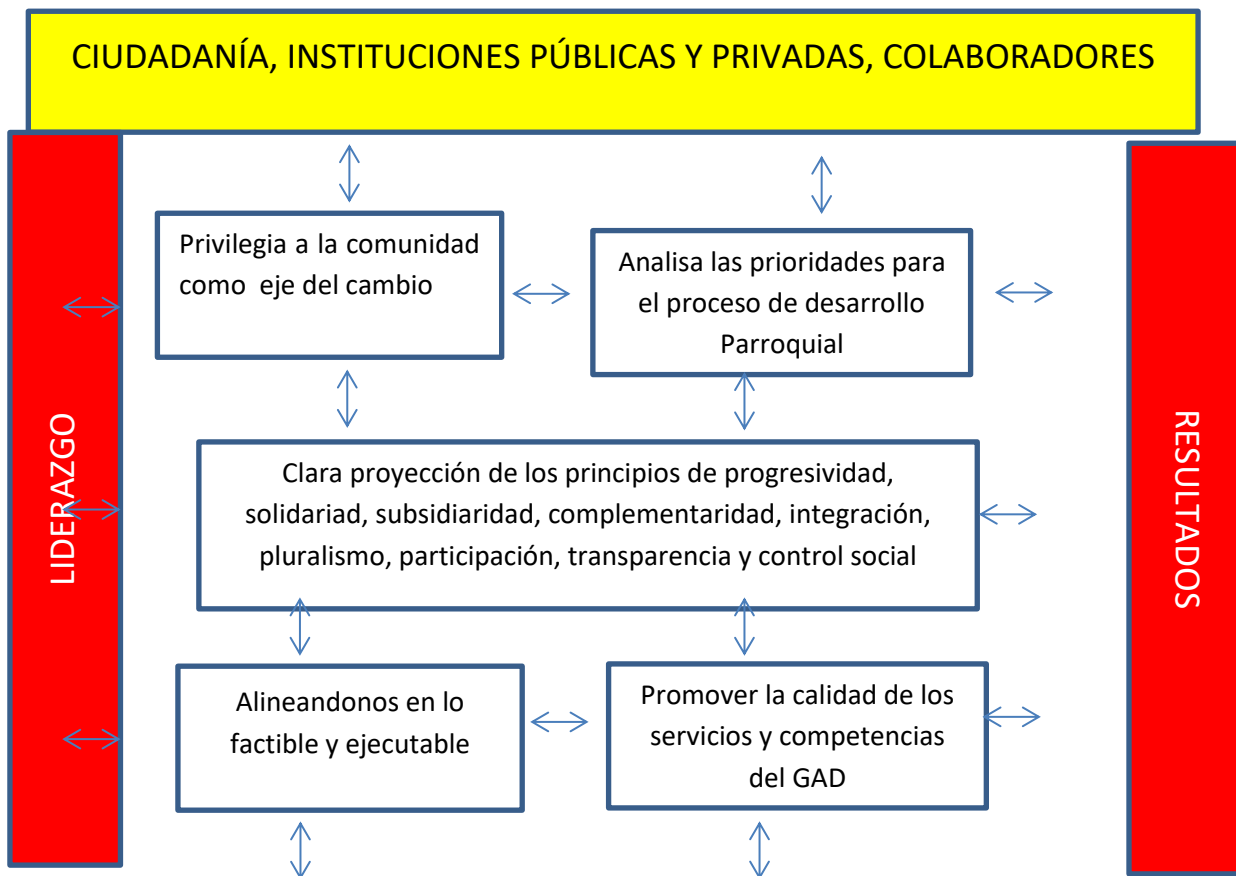 CIUDADANÍA, INSTITUCIONES PÚBLICAS Y PRIVADAS, COLABORADORES
LIDERAZGO
Privilegia a la comunidad
como eje del cambio
Analisa las prioridades para
el proceso de desarrollo
Parroquial
Clara proyección de los principios de progresividad,
solidariad, subsidiaridad, complementaridad, integración,
pluralismo, participación, transparencia y control social
Alineandonos en lo
factible y ejecutable
Promover la calidad de los
servicios y competencias
del GAD
RESULTADOS